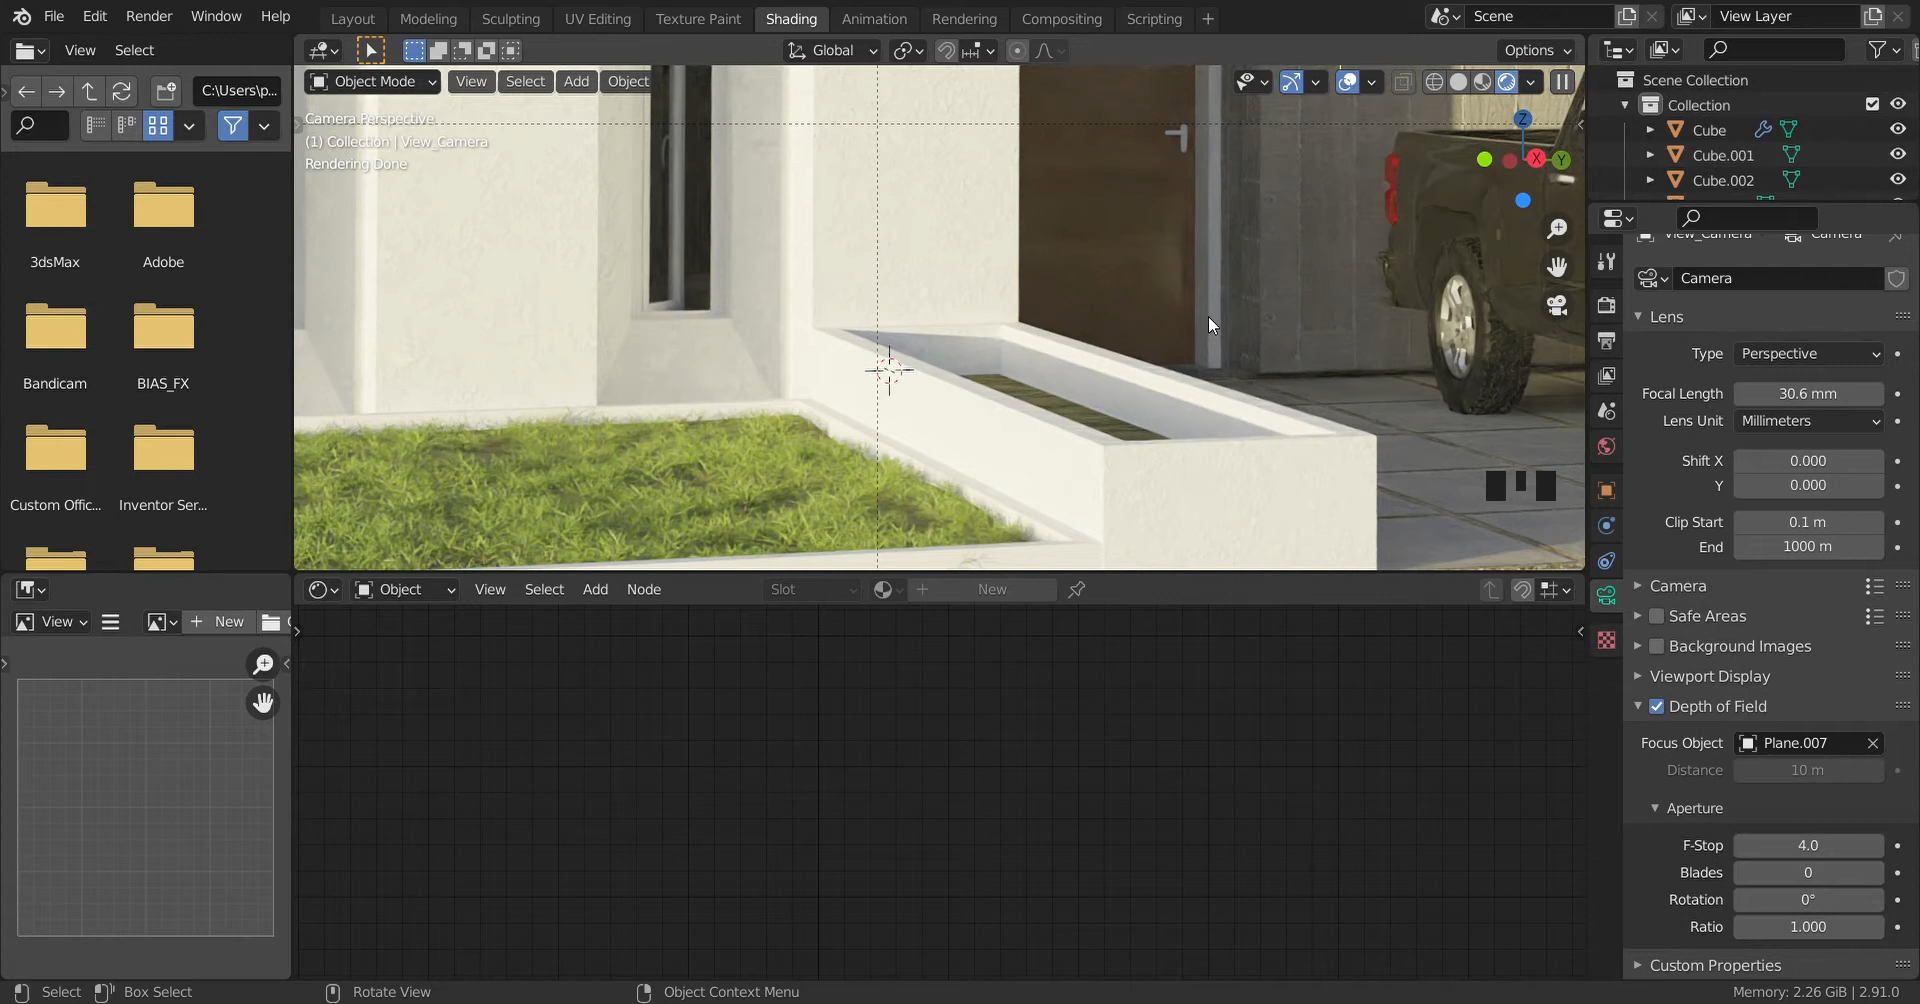 File Edit Render Window Help
Layout Modeling Sculpting UV Editing Texture Paint Shading Animation Rendering Compositing Scripting +
Scene
View Layer
View Select
Global
Options
C:\Users\p...
Object Mode View Select Add Object
Camera Perspective
(1) Collection | View_Camera
Rendering Done
3dsMax Adobe
Bandicam BIAS_FX
Custom Offic... Inventor Ser...
Z
X
Y
Scene Collection
Collection
Cube
Cube.001
Cube.002
View_Camera Camera
Camera
Lens
Type Perspective
Focal Length 30.6 mm
Lens Unit Millimeters
Shift X 0.000
Y 0.000
Clip Start 0.1 m
End 1000 m
Camera
Safe Areas
Background Images
Viewport Display
Depth of Field
Focus Object Plane.007
Distance 10 m
Aperture
F-Stop 4.0
Blades 0
Rotation 0°
Ratio 1.000
Custom Properties
View + New
Object View Select Add Node Slot + New
Select Box Select Rotate View Object Context Menu
Memory: 2.26 GiB | 2.91.0